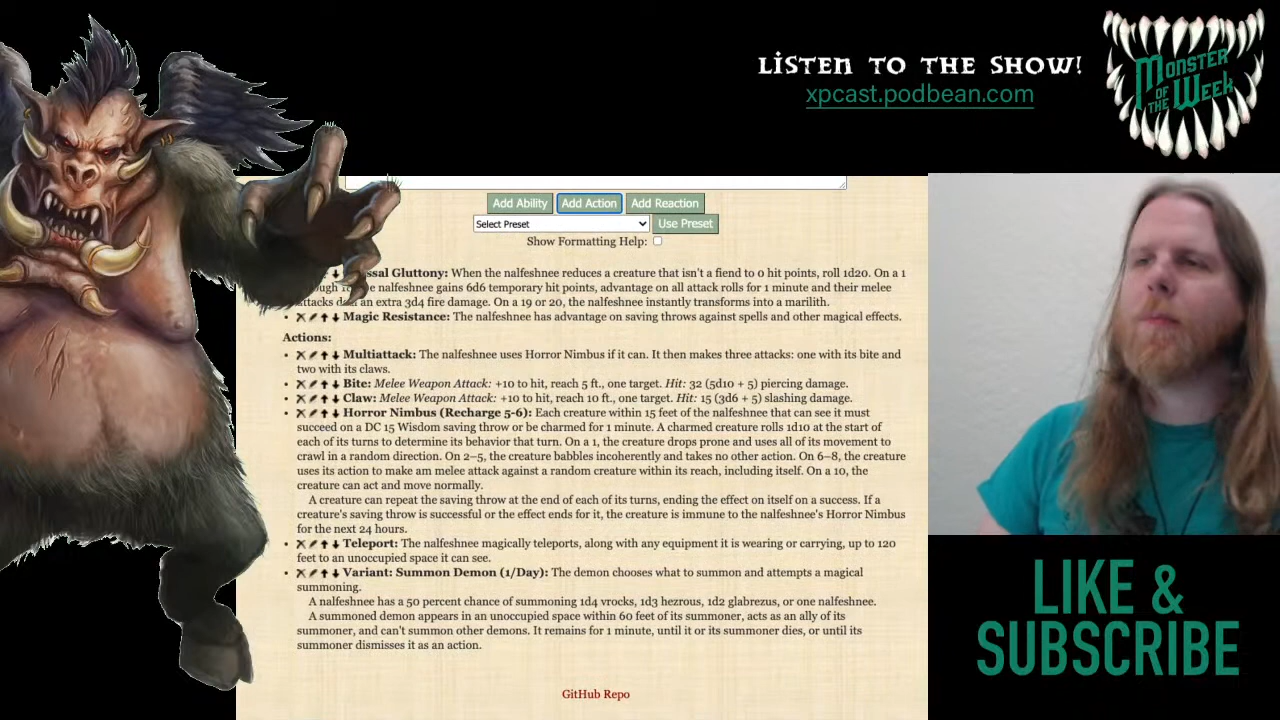 LISTEN TO THE SHOW!
xpcast.podbean.com
MONSTER
OF THE
WEEK
Add Ability Add Action Add Reaction
Select Preset Use Preset
Show Formatting Help:
ssal Gluttony: When the nalfeshnee reduces a creature that isn't a fiend to 0 hit points, roll 1d20. On a 1
nalfeshnee gains 6d6 temporary hit points, advantage on all attack rolls for 1 minute and their melee
an extra 3d4 fire damage. On a 19 or 20, the nalfeshnee instantly transforms into a marilith.
Magic Resistance: The nalfeshnee has advantage on saving throws against spells and other magical effects.
Actions:
Multiattack: The nalfeshnee uses Horror Nimbus if it can. It then makes three attacks: one with its bite and
two with its claws.
Bite: Melee Weapon Attack: +10 to hit, reach 5 ft., one target. Hit: 32 (5d10 + 5) piercing damage.
Claw: Melee Weapon Attack: +10 to hit, reach 10 ft., one target. Hit: 15 (3d6 + 5) slashing damage.
Horror Nimbus (Recharge 5-6): Each creature within 15 feet of the nalfeshnee that can see it must
succeed on a DC 15 Wisdom saving throw or be charmed for 1 minute. A charmed creature rolls 1d10 at the start of
each of its turns to determine its behavior that turn. On a 1, the creature drops prone and uses all of its movement to
crawl in a random direction. On 2–5, the creature babbles incoherently and takes no other action. On 6–8, the creature
uses its action to make am melee attack against a random creature within its reach, including itself. On a 10, the
creature can act and move normally.
A creature can repeat the saving throw at the end of each of its turns, ending the effect on itself on a success. If a
creature's saving throw is successful or the effect ends for it, the creature is immune to the nalfeshnee's Horror Nimbus
for the next 24 hours.
Teleport: The nalfeshnee magically teleports, along with any equipment it is wearing or carrying, up to 120
feet to an unoccupied space it can see.
Variant: Summon Demon (1/Day): The demon chooses what to summon and attempts a magical
summoning.
A nalfeshnee has a 50 percent chance of summoning 1d4 vrocks, 1d3 hezrous, 1d2 glabrezus, or one nalfeshnee.
A summoned demon appears in an unoccupied space within 60 feet of its summoner, acts as an ally of its
summoner, and can't summon other demons. It remains for 1 minute, until it or its summoner dies, or until its
summoner dismisses it as an action.
GitHub Repo
LIKE &
SUBSCRIBE